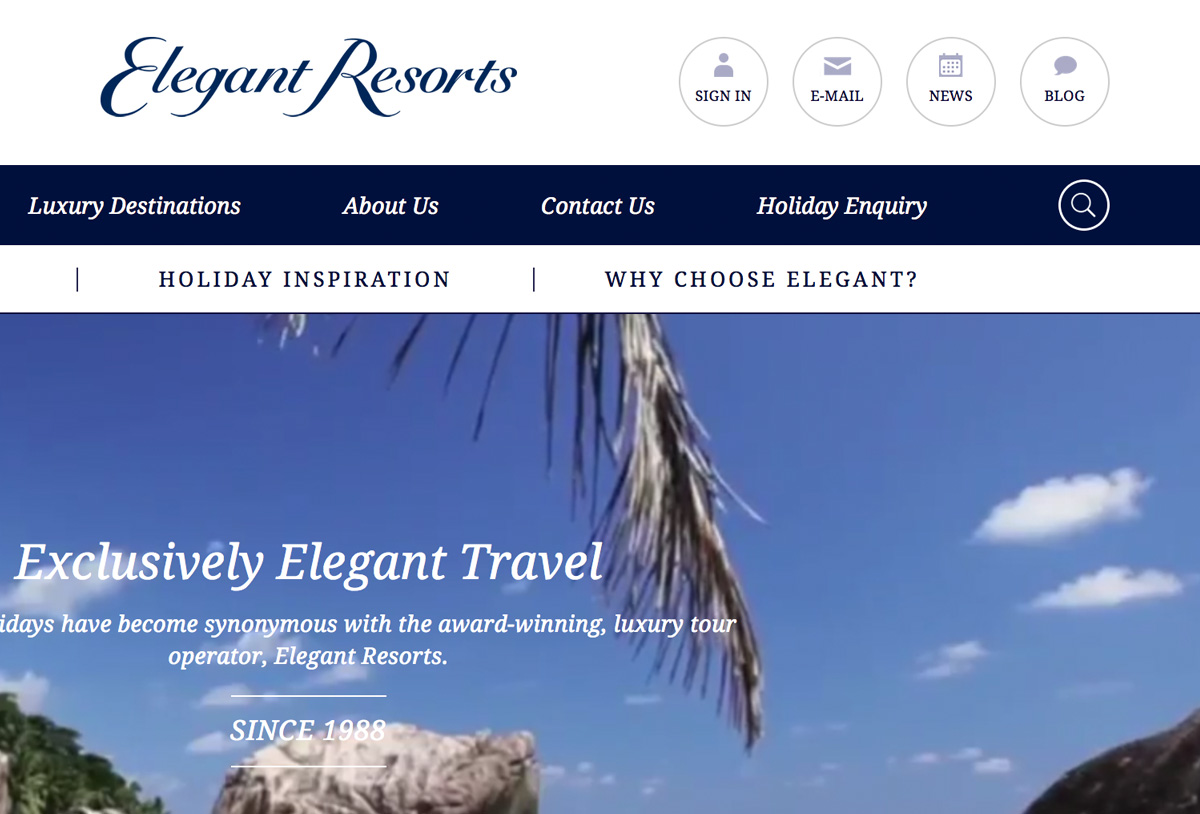 Elegant Resorts
SIGN IN
E-MAIL
NEWS
BLOG
Luxury Destinations
About Us
Contact Us
Holiday Enquiry
HOLIDAY INSPIRATION
WHY CHOOSE ELEGANT?
Exclusively Elegant Travel
have become synonymous with the award-winning, luxury tour
operator, Elegant Resorts.
SINCE 1988